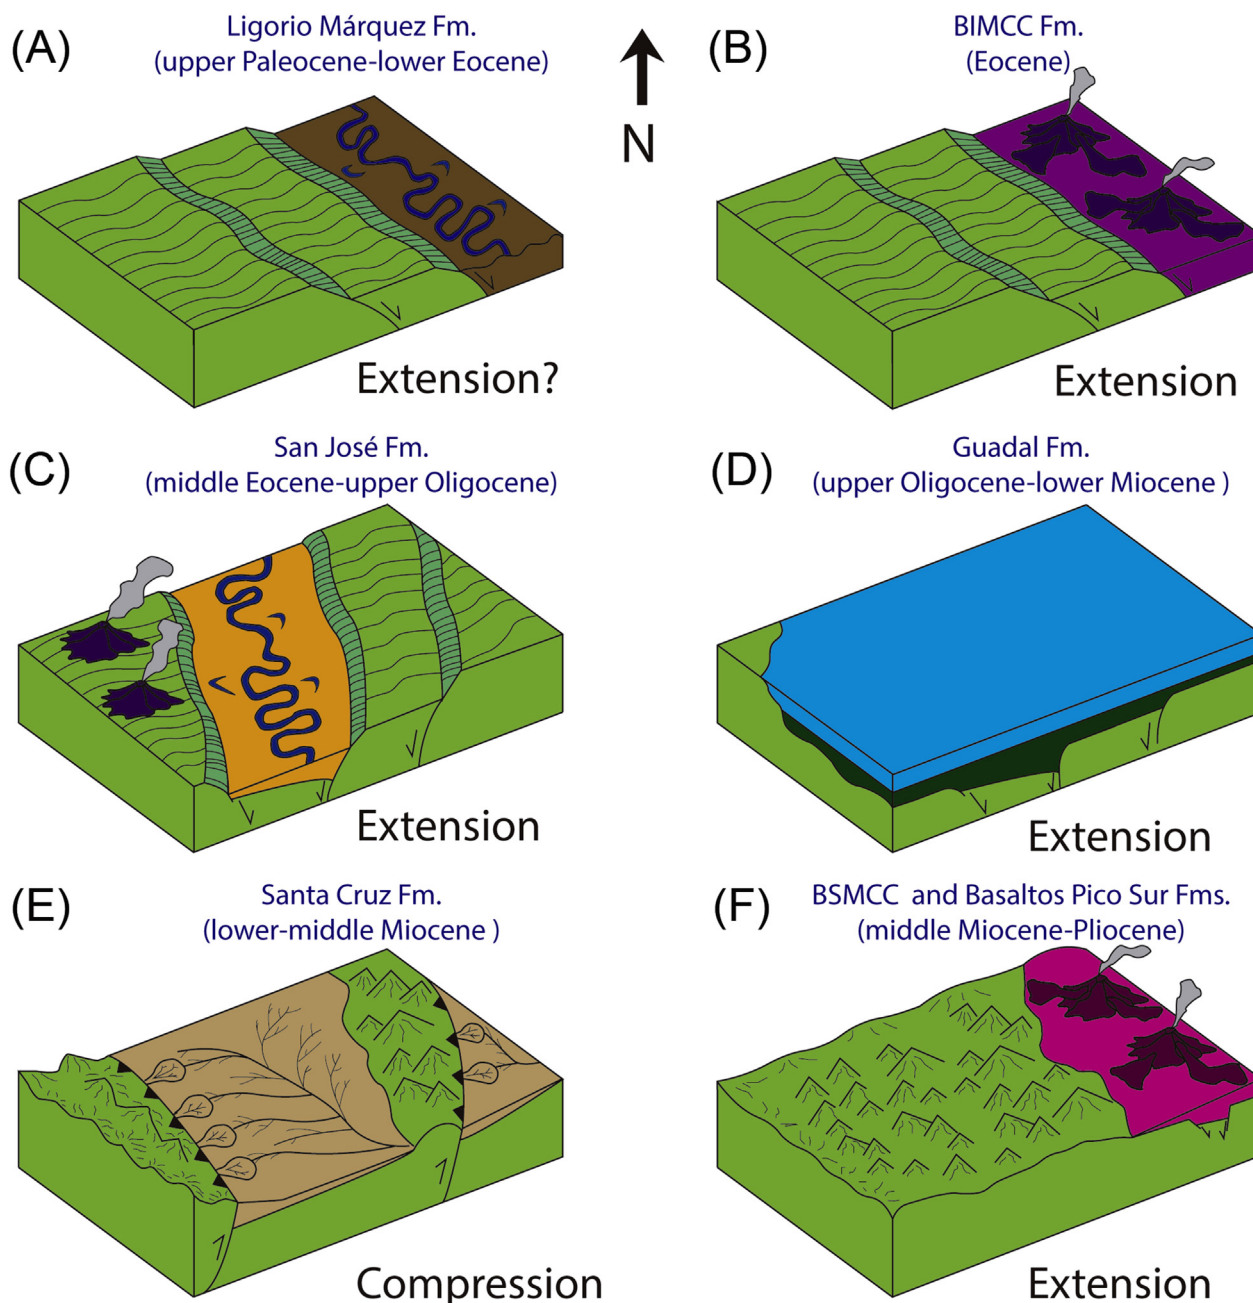 (A)
Ligorio Márquez Fm.
(upper Paleocene-lower Eocene)
Extension?
N
(B)
BIMCC Fm.
(Eocene)
Extension
(C)
San José Fm.
(middle Eocene-upper Oligocene)
Extension
(D)
Guadal Fm.
(upper Oligocene-lower Miocene )
Extension
(E)
Santa Cruz Fm.
(lower-middle Miocene )
Compression
(F)
BSMCC and Basaltos Pico Sur Fms.
(middle Miocene-Pliocene)
Extension